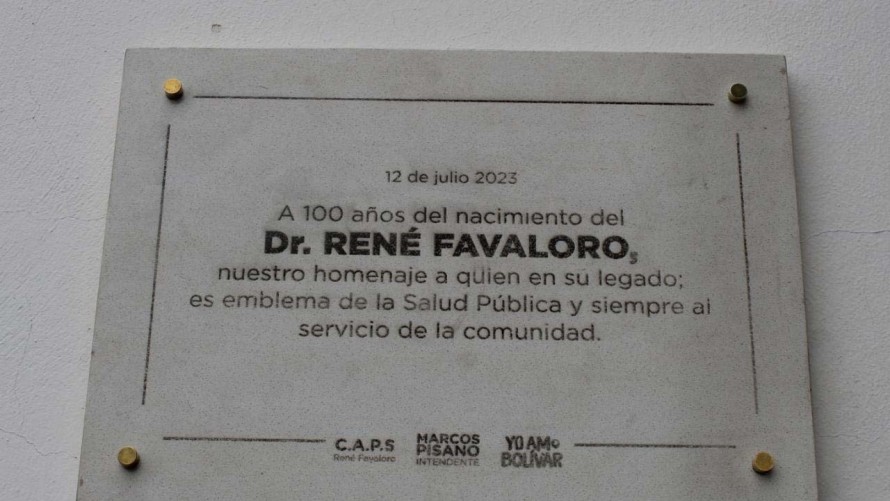 12 de julio 2023
A 100 años del nacimiento del
Dr. RENÉ FAVALORO,
nuestro homenaje a quien en su legado;
es emblema de la Salud Pública y siempre al
servicio de la comunidad.
C.A.P.S
René Favaloro
MARCOS
PISANO
INTENDENTE
YO AMO
BOLÍVAR